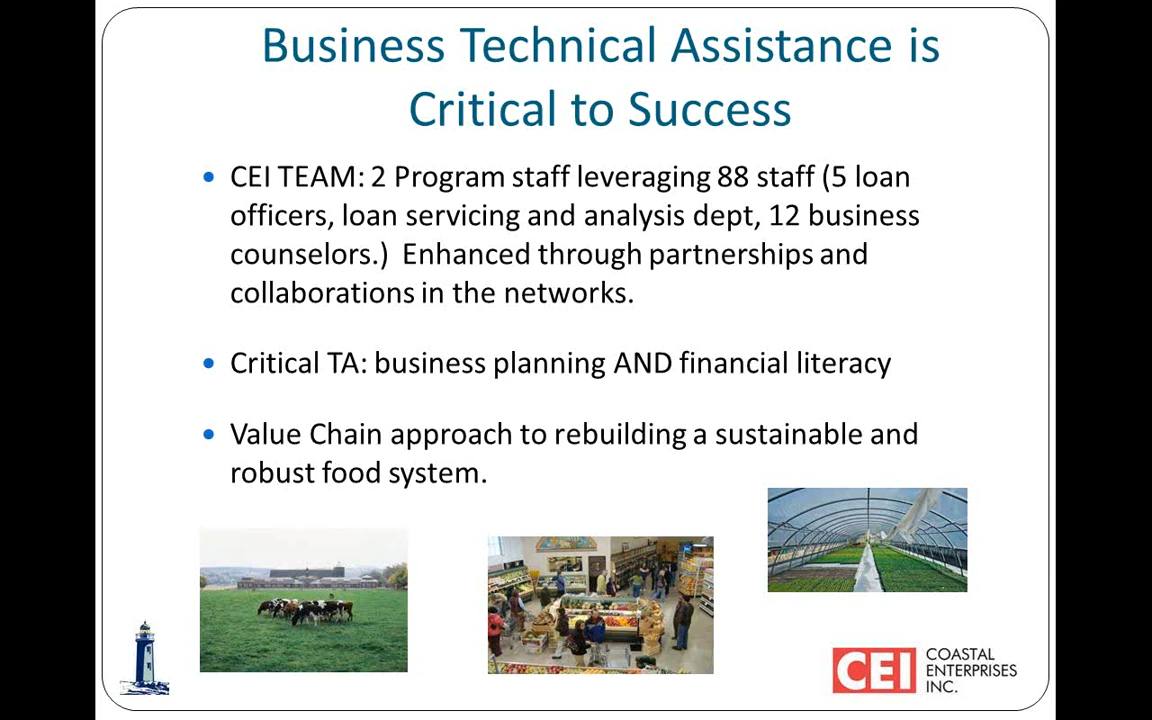 Business Technical Assistance is
Critical to Success
• CEI TEAM: 2 Program staff leveraging 88 staff (5 loan
officers, loan servicing and analysis dept, 12 business
counselors.)  Enhanced through partnerships and
collaborations in the networks.
• Critical TA: business planning AND financial literacy
• Value Chain approach to rebuilding a sustainable and
robust food system.
CEI
COASTAL
ENTERPRISES
INC.